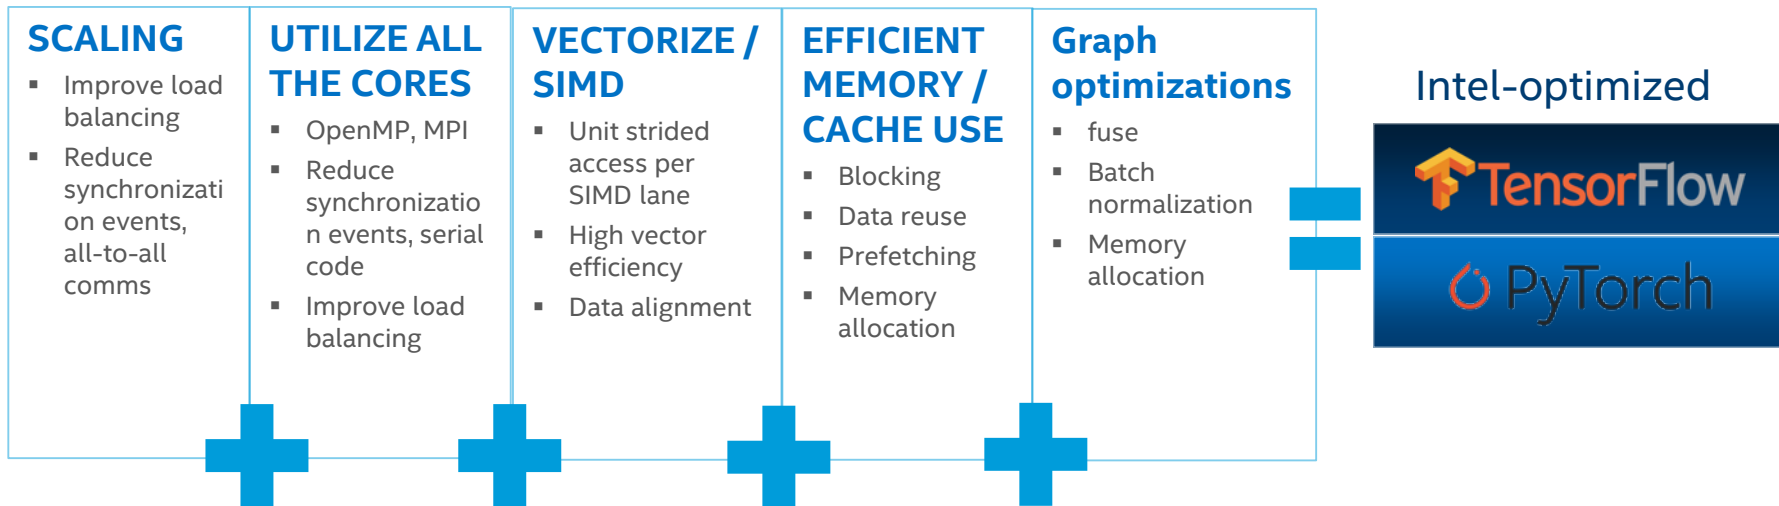 SCALING
▪ Improve load
balancing
▪ Reduce
synchronizati
on events,
all-to-all
comms
UTILIZE ALL
THE CORES
▪ OpenMP, MPI
▪ Reduce
synchronizatio
n events, serial
code
▪ Improve load
balancing
VECTORIZE /
SIMD
▪ Unit strided
access per
SIMD lane
▪ High vector
efficiency
▪ Data alignment
EFFICIENT
MEMORY /
CACHE USE
▪ Blocking
▪ Data reuse
▪ Prefetching
▪ Memory
allocation
Graph
optimizations
▪ fuse
▪ Batch
normalization
▪ Memory
allocation
Intel-optimized
TensorFlow
PyTorch